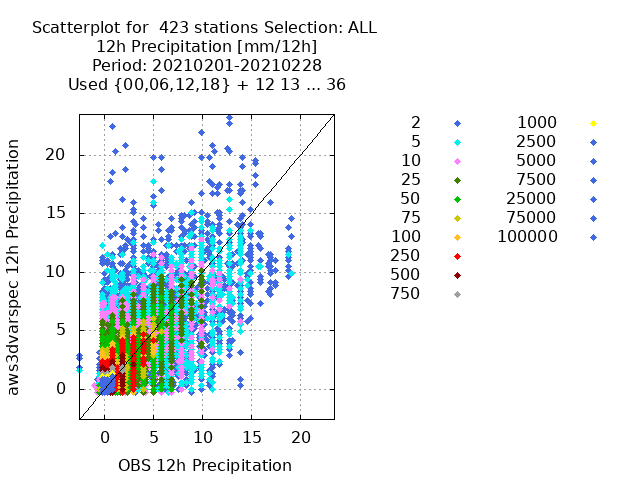 Scatterplot for  423 stations Selection: ALL
12h Precipitation [mm/12h]
Period: 20210201-20210228
Used {00,06,12,18} + 12 13 ... 36
aws3dvarspec 12h Precipitation
20
15
10
5
0
0 5 10 15 20
OBS 12h Precipitation
2 1000
5 2500
10 5000
25 7500
50 25000
75 75000
100 100000
250
500
750